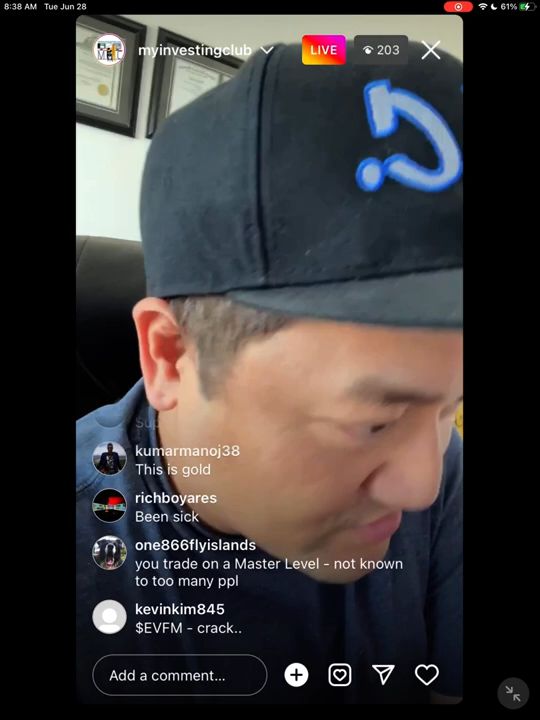 8:38 AM Tue Jun 28
61%
myinvestingclub
LIVE
203
kumarmanoj38
This is gold
richboyares
Been sick
one866flyislands
you trade on a Master Level - not known
to too many ppl
kevinkim845
$EVFM - crack..
Add a comment...